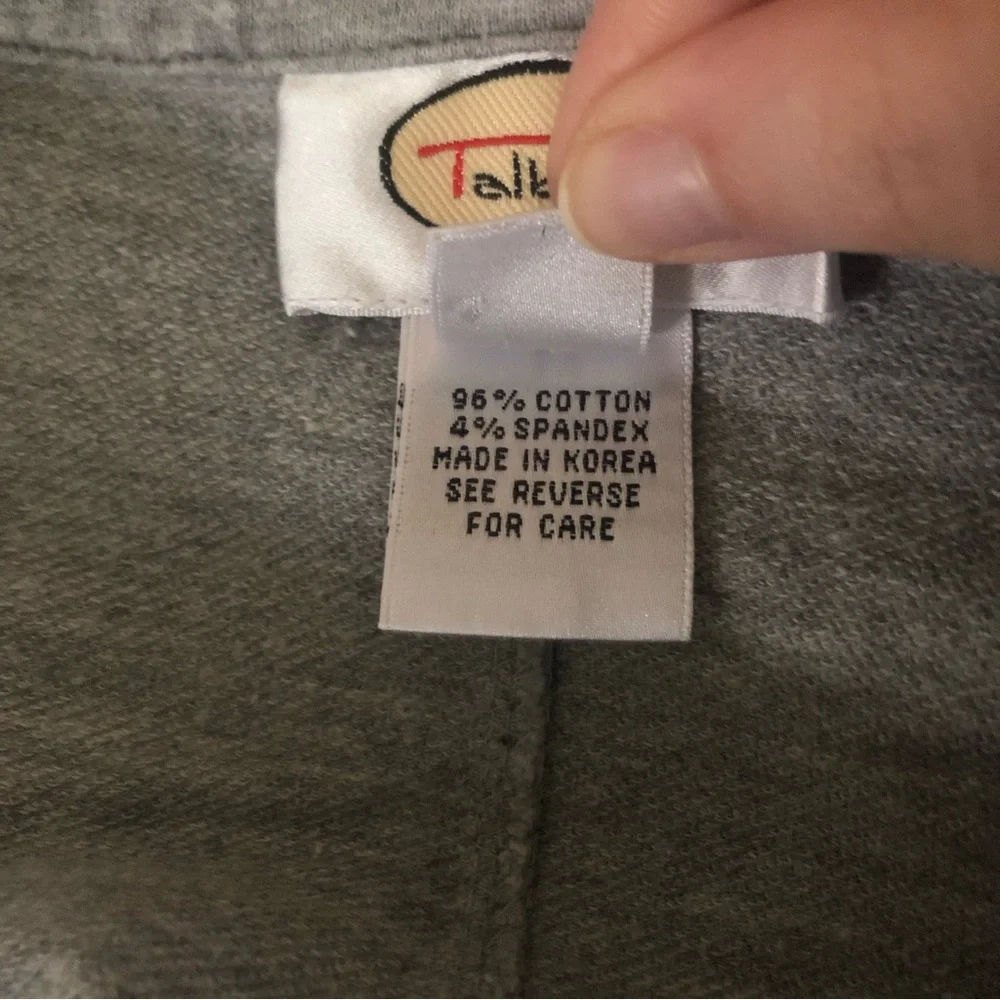 Talb
96% COTTON
4% SPANDEX
MADE IN KOREA
SEE REVERSE
FOR CARE